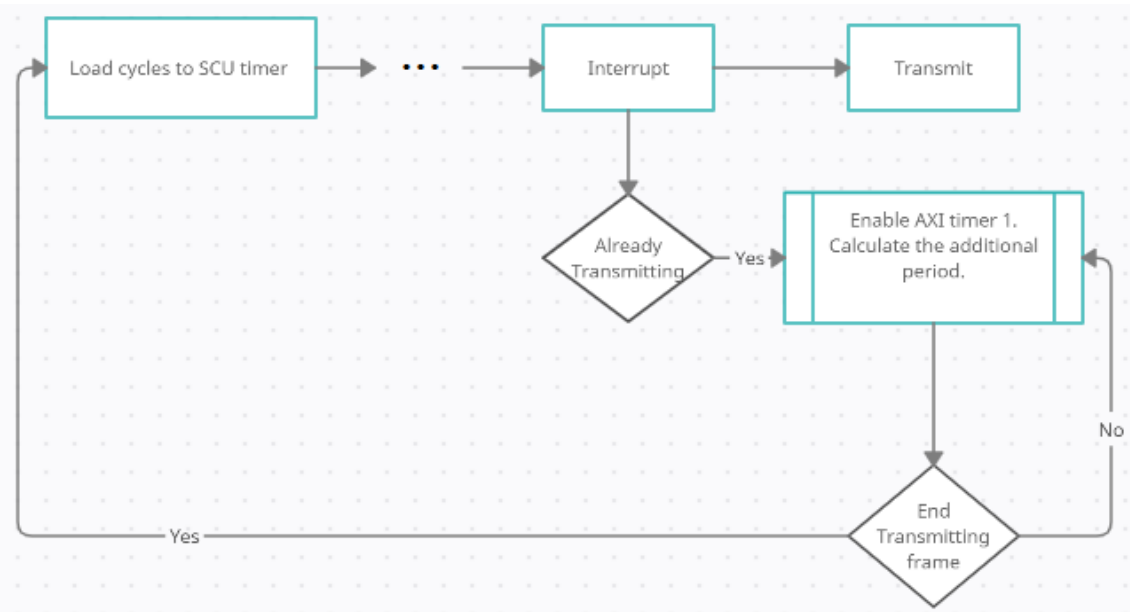 Load cycles to SCU timer
...
Interrupt
Transmit
Already
Transmitting
Yes
Enable AXI timer 1.
Calculate the additional
period.
No
End
Transmitting
frame
Yes